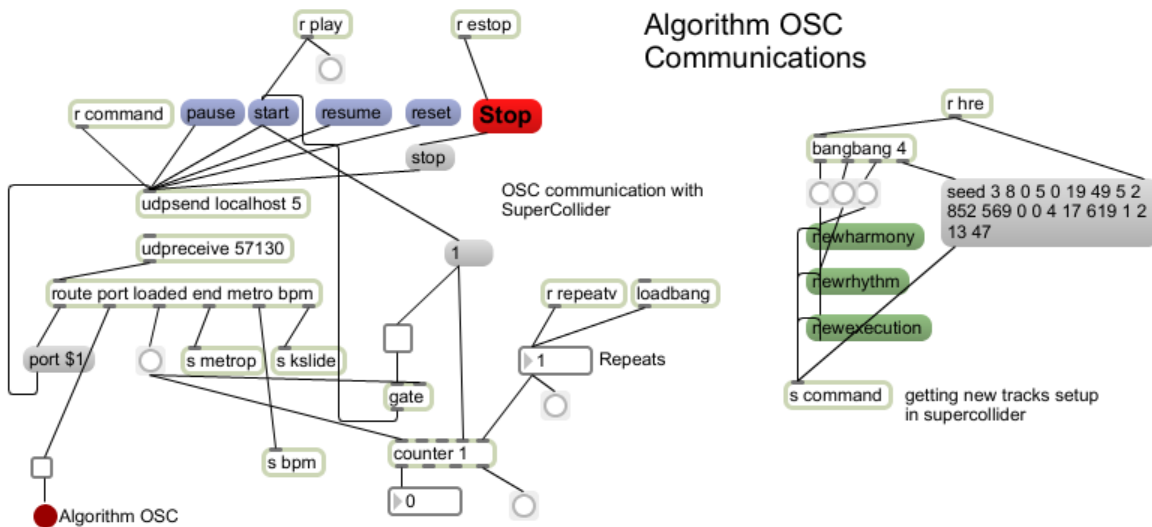 r play
r estop
Algorithm OSC
Communications
r command
pause
start
resume
reset
Stop
r hre
stop
bangbang 4
OSC communication with
SuperCollider
seed 3 8 0 5 0 19 49 5 2
852 569 0 0 4 17 619 1 2
13 47
udpsend localhost 5
newharmony
udpreceive 57130
1
newrhythm
route port loaded end metro bpm
r repeatv
loadbang
newexecution
port $1
s metrop
s kslide
1
Repeats
gate
s command
getting new tracks setup
in supercollider
s bpm
counter 1
0
Algorithm OSC